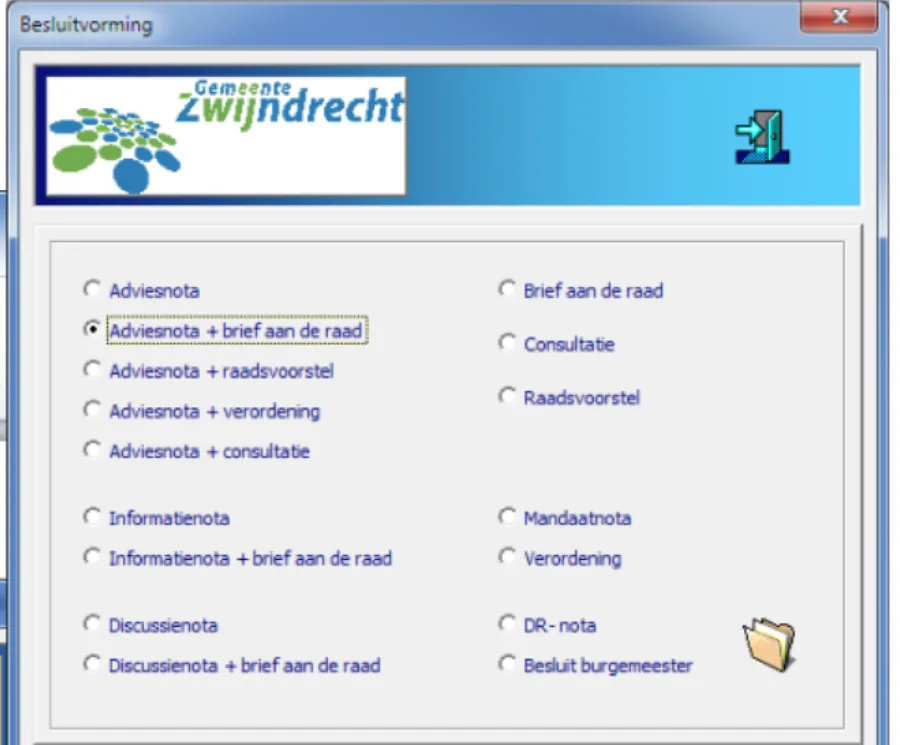 Besluitvorming
Gemeente
Zwijndrecht
Adviesnota
Adviesnota + brief aan de raad
Adviesnota + raadsvoorstel
Adviesnota + verordening
Adviesnota + consultatie
Informatienota
Informatienota + brief aan de raad
Discussienota
Discussienota + brief aan de raad
Brief aan de raad
Consultatie
Raadsvoorstel
Mandaatnota
Verordening
DR- nota
Besluit burgemeester